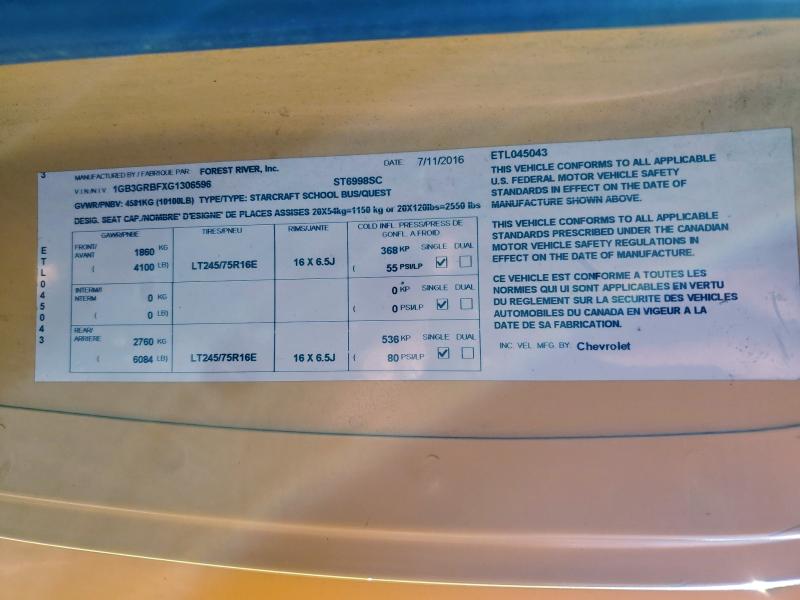 MANUFACTURED BY / FABRIQUE PAR: FOREST RIVER, Inc. DATE: 7/11/2016
V.I.N/N.I.V 1GB3GRBFXG1306596 ST6998SC
GVWR/PNBV: 4581KG (10100LB) TYPE/TYPE: STARCRAFT SCHOOL BUS/QUEST
DESIG. SEAT CAP./NOMBRE' D'ESIGNE' DE PLACES ASSISES 20X54kg=1150 kg or 20X120lbs=2550 lbs
GAWR/PNBE TIRES/PNEU RIMS/JANTE COLD INFL. PRESS/PRESS DE
GONFL. A FROID
FRONT/
AVANT 1860 KG 368 KP SINGLE DUAL
( 4100 LB) LT245/75R16E 16 X 6.5J ( 55 PSI/LP
INTERM/I
NTERM 0 KG 0 KP SINGLE DUAL
( 0 LB) ( 0 PSI/LP
REAR/
ARRIERE 2760 KG 536 KP SINGLE DUAL
( 6084 LB) LT245/75R16E 16 X 6.5J ( 80 PSI/LP
3
ETL045043
3
ETL045043
THIS VEHICLE CONFORMS TO ALL APPLICABLE
U.S. FEDERAL MOTOR VEHICLE SAFETY
STANDARDS IN EFFECT ON THE DATE OF
MANUFACTURE SHOWN ABOVE.
THIS VEHICLE CONFORMS TO ALL APPLICABLE
STANDARDS PRESCRIBED UNDER THE CANADIAN
MOTOR VEHICLE SAFETY REGULATIONS IN
EFFECT ON THE DATE OF MANUFACTURE.
CE VEHICULE EST CONFORME A TOUTES LES
NORMIES QUI UI SONT APPLICABLES EN VERTU
DU REGLEMENT SUR LA SECURITE DES VEHICLES
AUTOMOBILES DU CANADA EN VIGEUR A LA
DATE DE SA FABRICATION.
INC. VEL. MFG. BY: Chevrolet